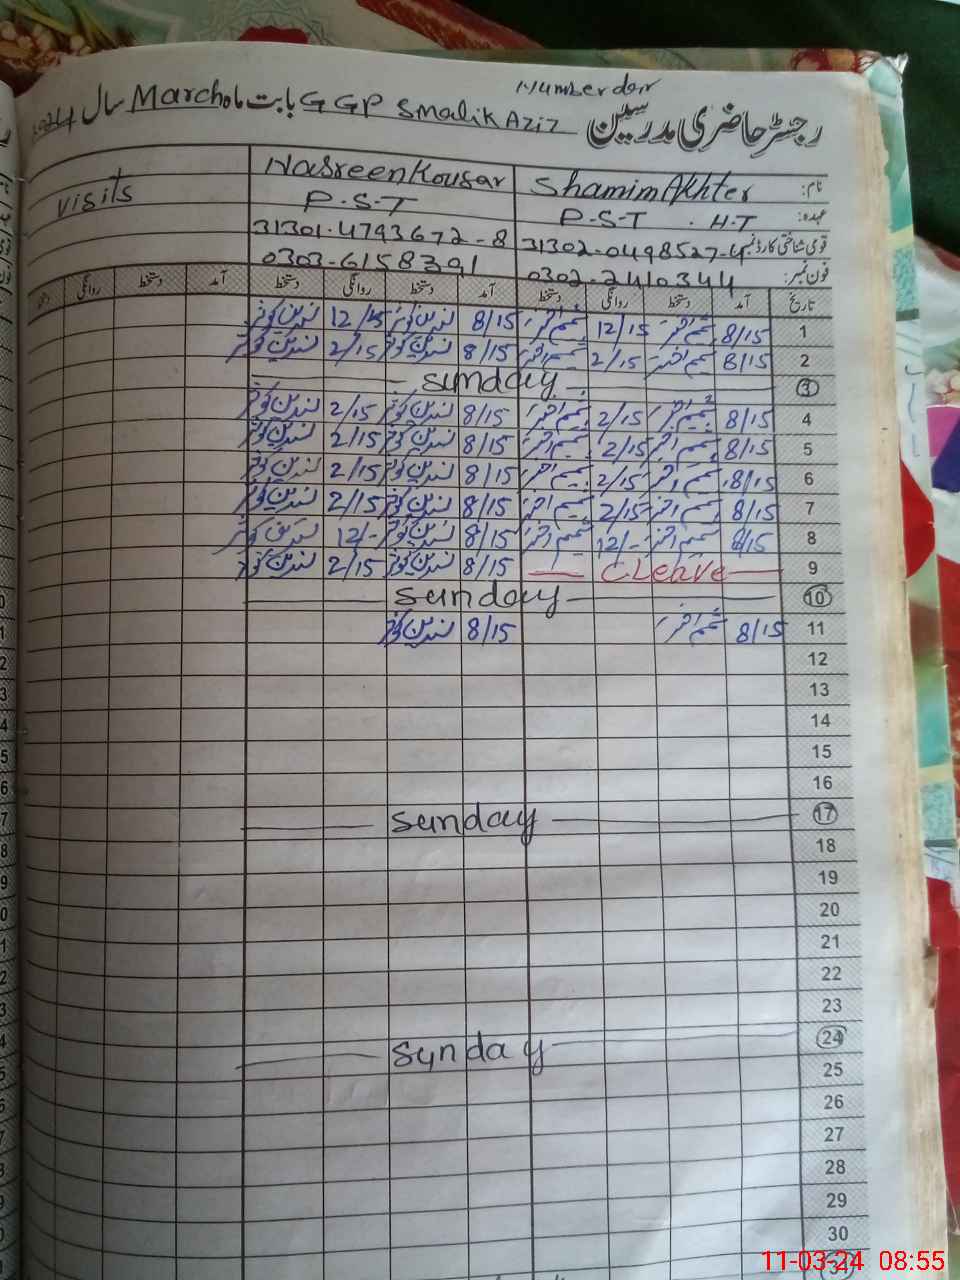 Numberdar
رجسٹر حاضری مدرسین GGP S Malik Aziz بابت ماہ March سال 2024
نام: Shamim Akhter Nasreen Kousar visits
عہدہ: P.S.T . H.T P.S.T
قومی شناختی کارڈ نمبر 31302-0498527-4 31301-4793672-8
فون نمبر: 0302-2410344 0303-6158391
تاریخ آمد دستخط روانگی دستخط آمد دستخط روانگی دستخط آمد دستخط روانگی دستخط
1 8/15 شمیم اختر 12/15 شمیم اختر 8/15 نسرین کوثر 12/15 نسرین کوثر
2 8/15 شمیم اختر 2/15 شمیم اختر 8/15 نسرین کوثر 2/15 نسرین کوثر
3 Sunday
4 8/15 شمیم اختر 2/15 شمیم اختر 8/15 نسرین کوثر 2/15 نسرین کوثر
5 8/15 شمیم اختر 2/15 شمیم اختر 8/15 نسرین کوثر 2/15 نسرین کوثر
6 8/15 شمیم اختر 2/15 شمیم اختر 8/15 نسرین کوثر 2/15 نسرین کوثر
7 8/15 شمیم اختر 2/15 شمیم اختر 8/15 نسرین کوثر 2/15 نسرین کوثر
8 8/15 شمیم اختر 12/- شمیم اختر 8/15 نسرین کوثر 12/- نسرین کوثر
9 C Leave 8/15 نسرین کوثر 2/15 نسرین کوثر
10 Sunday
11 8/15 شمیم اختر 8/15 نسرین کوثر
12
13
14
15
16
17 Sunday
18
19
20
21
22
23
24 Sunday
25
26
27
28
29
30
31
11-03-24 08:55